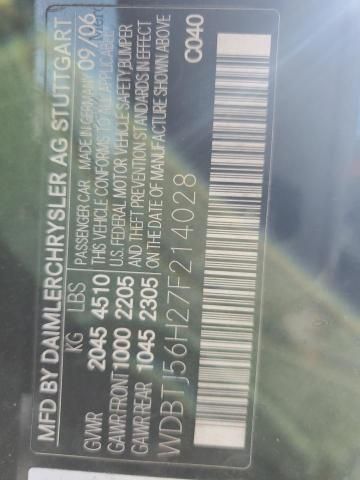 MFD BY DAIMLERCHRYSLER AG STUTTGART
KG LBS PASSENGER CAR MADE IN GERMANY 09/06
GVWR 2045 4510 THIS VEHICLE CONFORMS TO ALL APPLICABLE
GAWR FRONT 1000 2205 U.S. FEDERAL MOTOR VEHICLE SAFETY, BUMPER
GAWR REAR 1045 2305 AND THEFT PREVENTION STANDARDS IN EFFECT
ON THE DATE OF MANUFACTURE SHOWN ABOVE
WDBTJ56H27F214028
C040